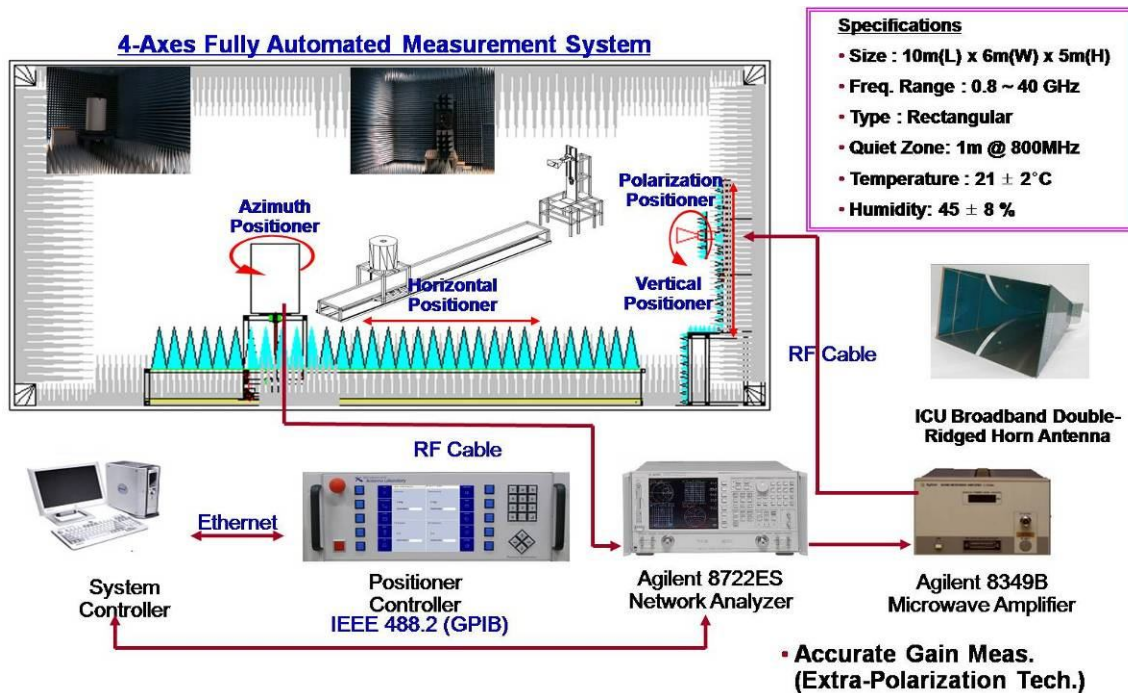 4-Axes Fully Automated Measurement System
Specifications
• Size : 10m(L) x 6m(W) x 5m(H)
• Freq. Range : 0.8 ~ 40 GHz
• Type : Rectangular
• Quiet Zone: 1m @ 800MHz
• Temperature : 21 ± 2°C
• Humidity: 45 ± 8 %
Azimuth
Positioner
Polarization
Positioner
Horizontal
Positioner
Vertical
Positioner
RF Cable
ICU Broadband Double-
Ridged Horn Antenna
RF Cable
Ethernet
System
Controller
Positioner
Controller
IEEE 488.2 (GPIB)
Agilent 8722ES
Network Analyzer
Agilent 8349B
Microwave Amplifier
• Accurate Gain Meas.
(Extra-Polarization Tech.)